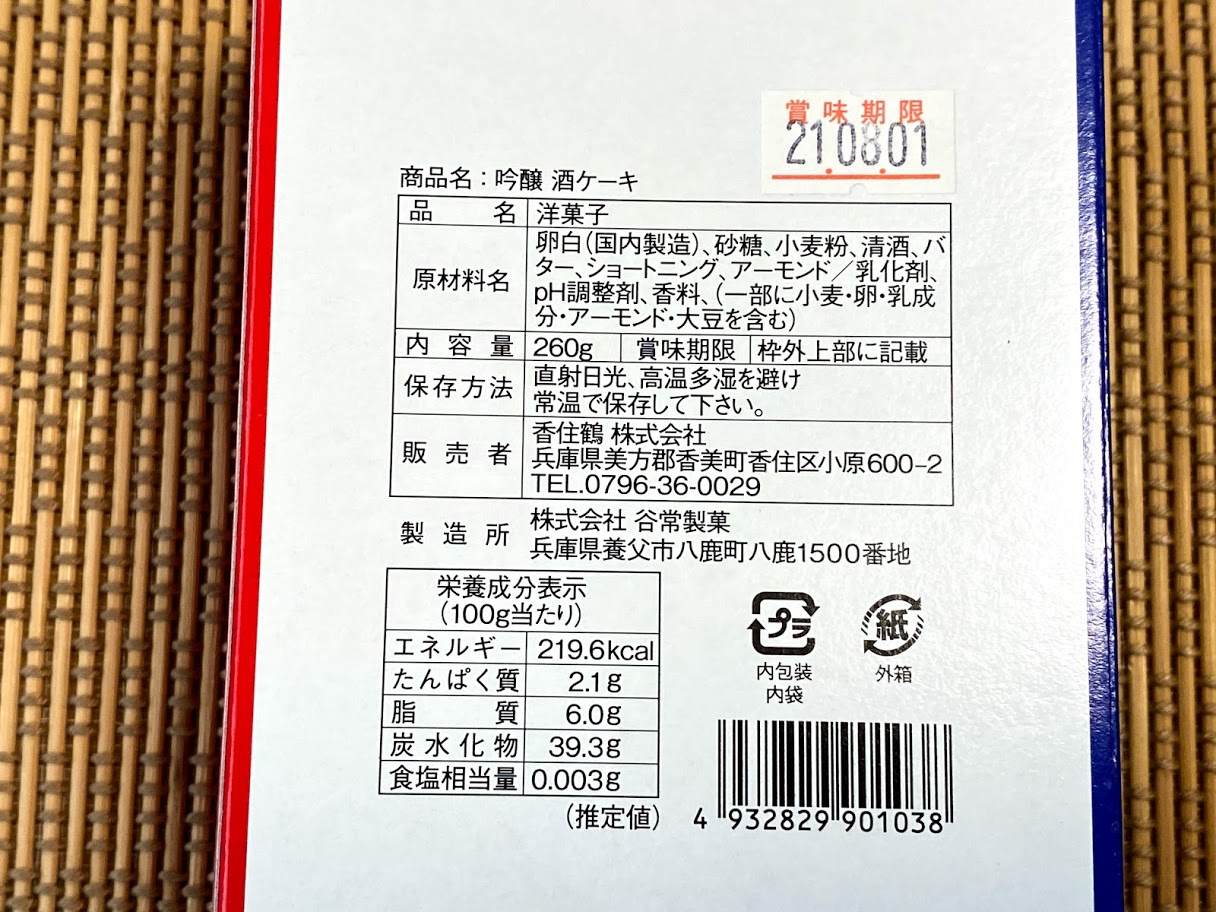 賞味期限
21.08.01
商品名：吟醸 酒ケーキ
品名 洋菓子
原材料名 卵白（国内製造）、砂糖、小麦粉、清酒、バ
ター、ショートニング、アーモンド／乳化剤、
pH調整剤、香料、（一部に小麦・卵・乳成
分・アーモンド・大豆を含む）
内容量 260g 賞味期限 枠外上部に記載
保存方法 直射日光、高温多湿を避け
常温で保存して下さい。
販売者 香住鶴 株式会社
兵庫県美方郡香美町香住区小原600-2
TEL.0796-36-0029
製造所 株式会社 谷常製菓
兵庫県養父市八鹿町八鹿1500番地
栄養成分表示
（100g当たり）
エネルギー 219.6kcal
たんぱく質 2.1g
脂質 6.0g
炭水化物 39.3g
食塩相当量 0.003g
（推定値）
プラ
内包装
内袋
紙
外箱
4 932829 901038